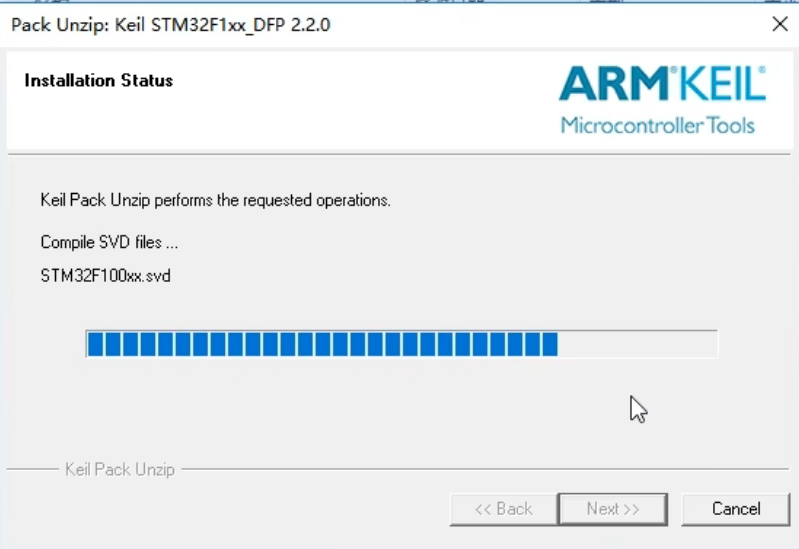 Pack Unzip: Keil STM32F1xx_DFP 2.2.0
Installation Status
ARM KEIL
Microcontroller Tools
Keil Pack Unzip performs the requested operations.
Compile SVD files ...
STM32F100xx.svd
Keil Pack Unzip
<< Back
Next >>
Cancel